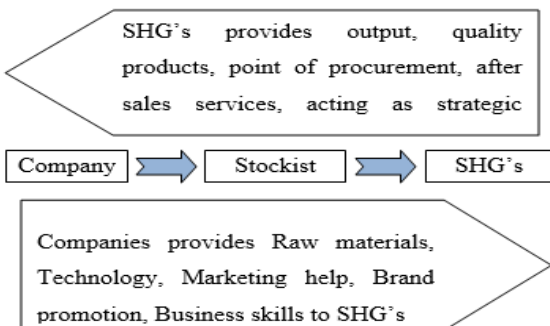 SHG's provides output, quality
products, point of procurement, after
sales services, acting as strategic
Company Stockist SHG's
Companies provides Raw materials,
Technology, Marketing help, Brand
promotion, Business skills to SHG's